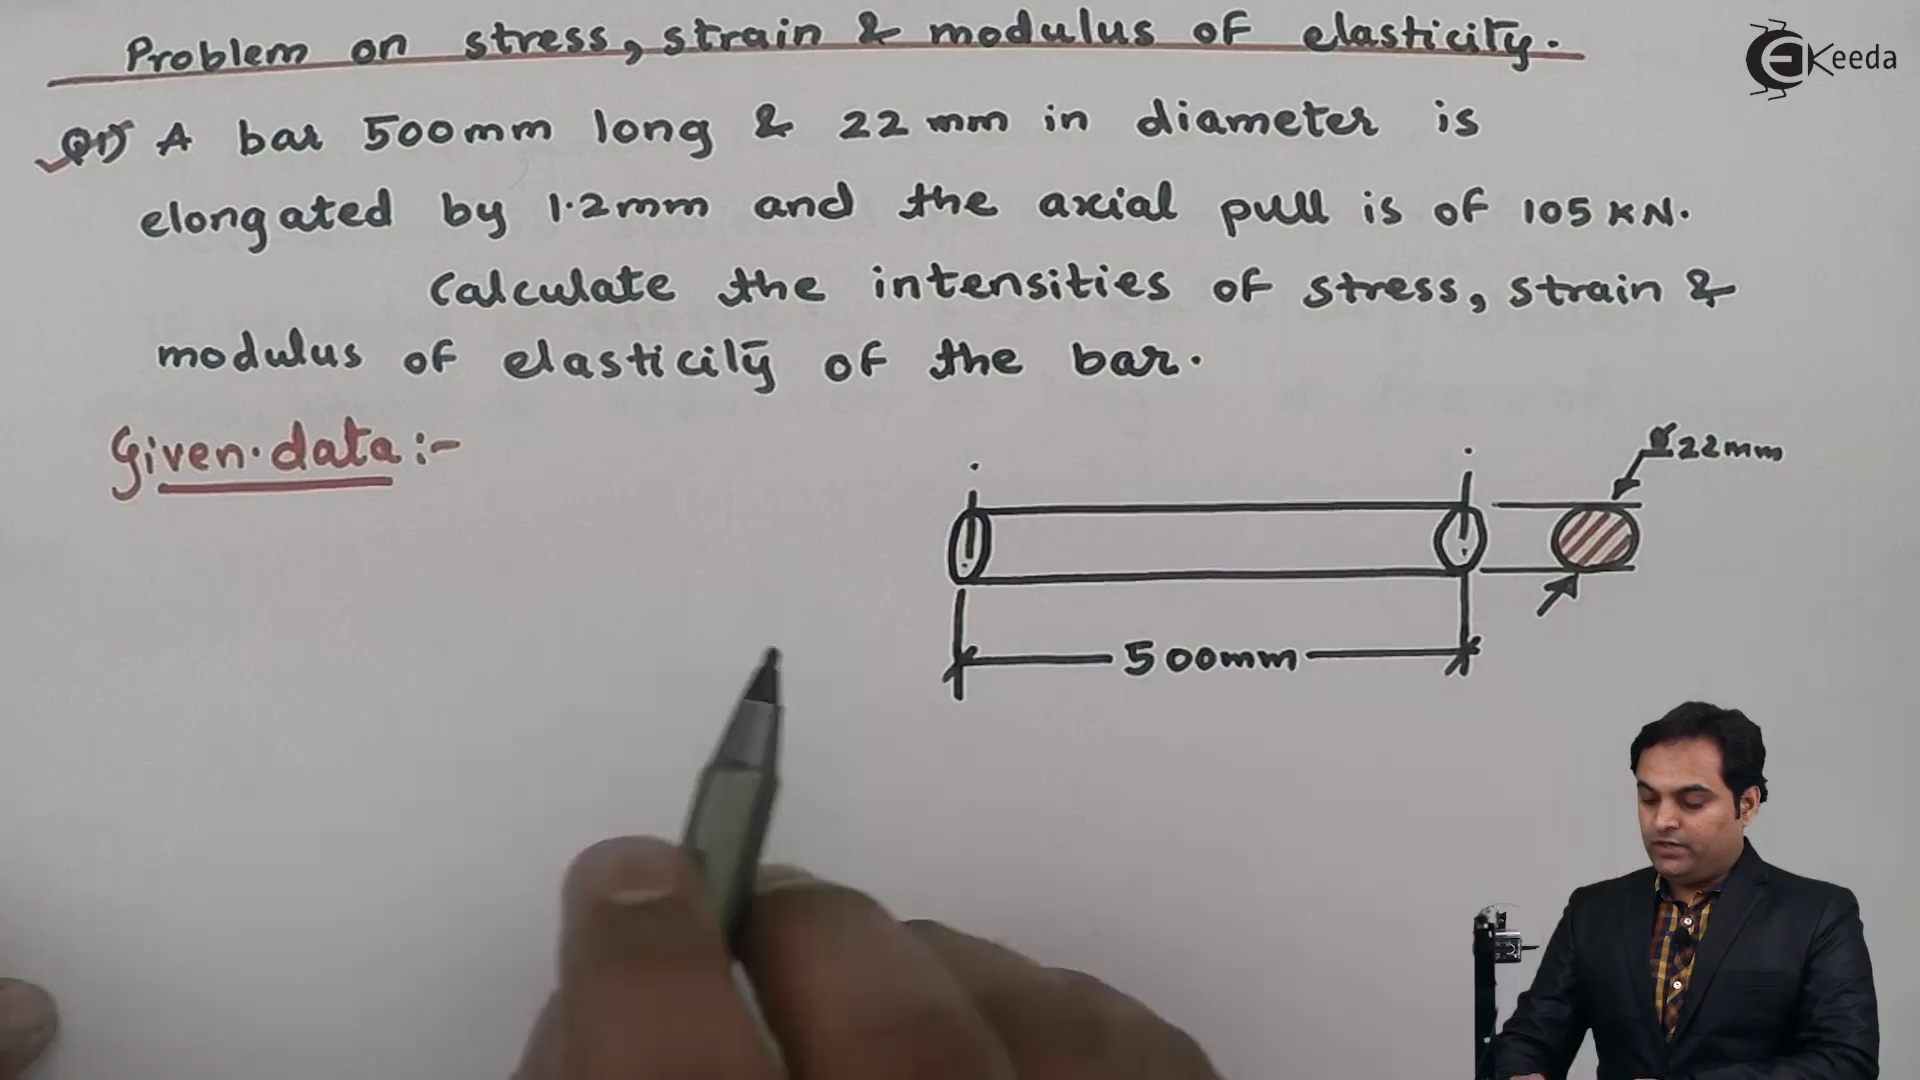 Problem on stress, strain & modulus of elasticity.
EKeeda
Q1) A bar 500mm long & 22 mm in diameter is
elongated by 1.2mm and the axial pull is of 105 KN.
Calculate the intensities of stress, strain &
modulus of elasticity of the bar.
Given data:-
Ø22mm
500mm